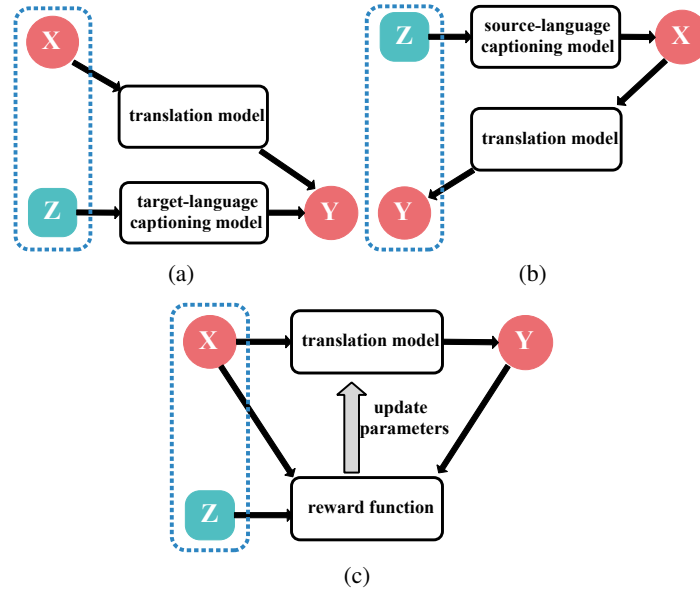 X
translation model
Z
target-language
captioning model
Y
(a)
Z
source-language
captioning model
X
translation model
Y
(b)
X
translation model
Y
update
parameters
Z
reward function
(c)